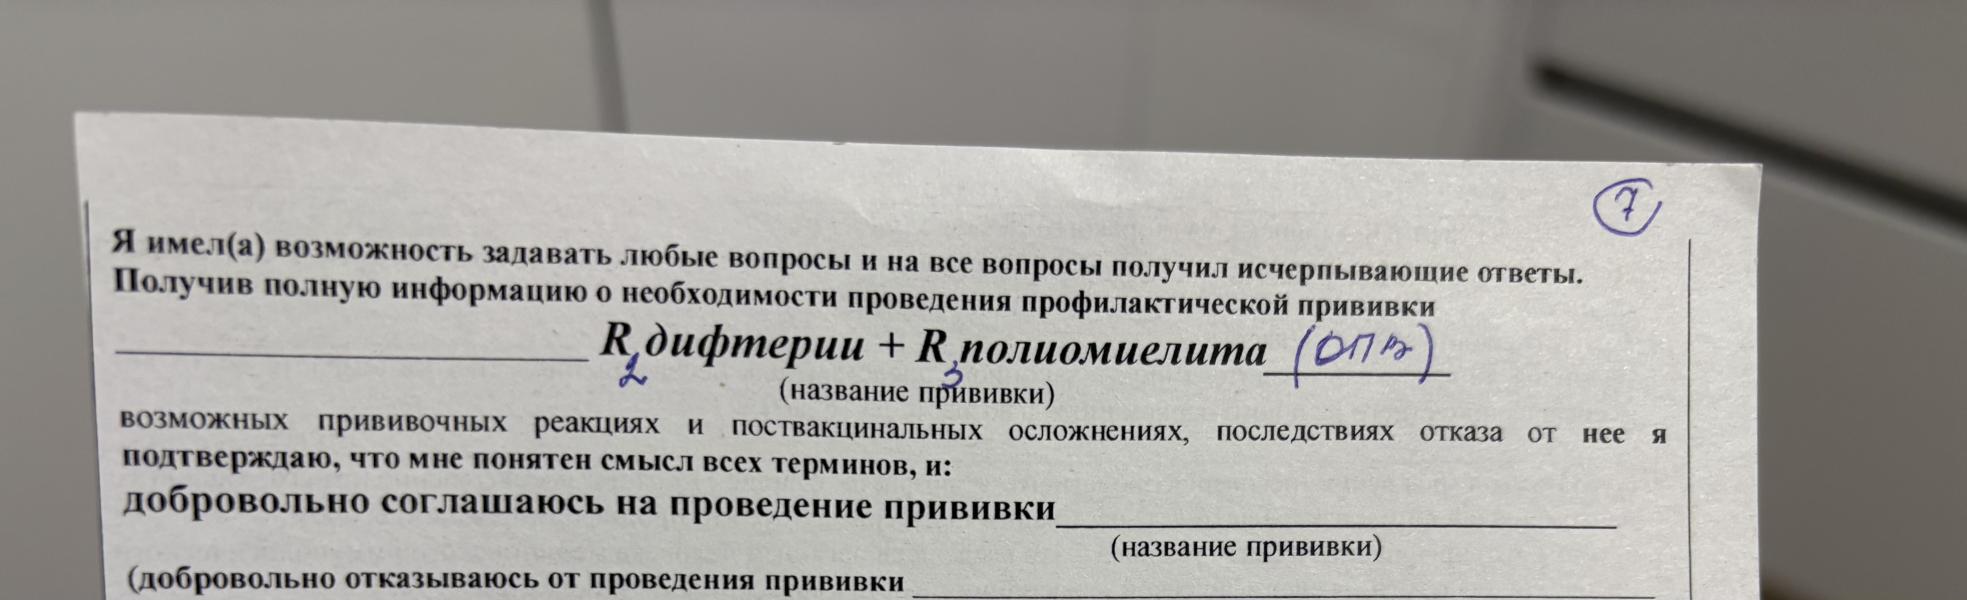 7
Я имел(а) возможность задавать любые вопросы и на все вопросы получил исчерпывающие ответы.
Получив полную информацию о необходимости проведения профилактической прививки
R2 дифтерии + R3 полиомиелита (ОПВ)
(название прививки)
возможных прививочных реакциях и поствакцинальных осложнениях, последствиях отказа от нее я
подтверждаю, что мне понятен смысл всех терминов, и:
добровольно соглашаюсь на проведение прививки
(название прививки)
(добровольно отказываюсь от проведения прививки